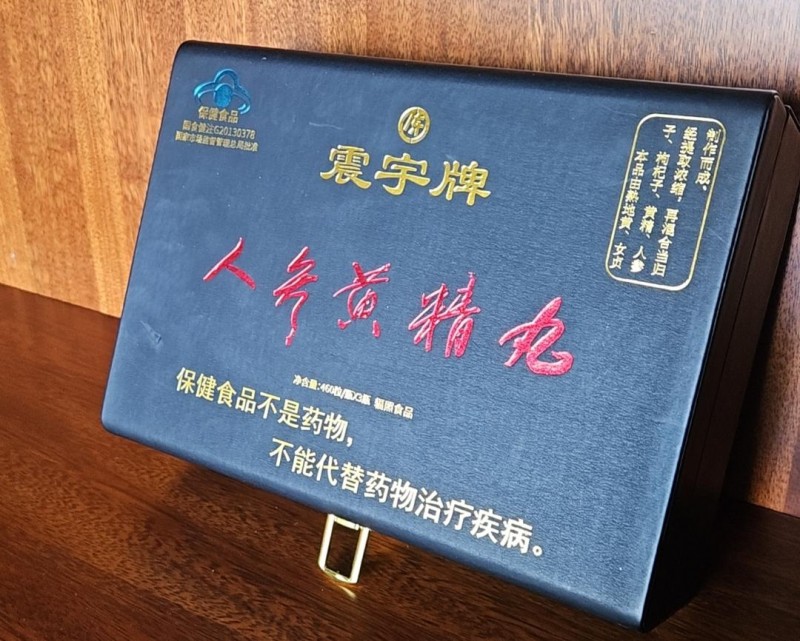 保健食品
国食健注G20130378
国家市场监督管理总局批准
震宇牌
本品由熟地黄、女贞
子、枸杞子、黄精、人参
经提取浓缩，再混合当归
制作而成。
人参黄精丸
净含量:460粒/瓶X3瓶 辐照食品
保健食品不是药物，
不能代替药物治疗疾病。